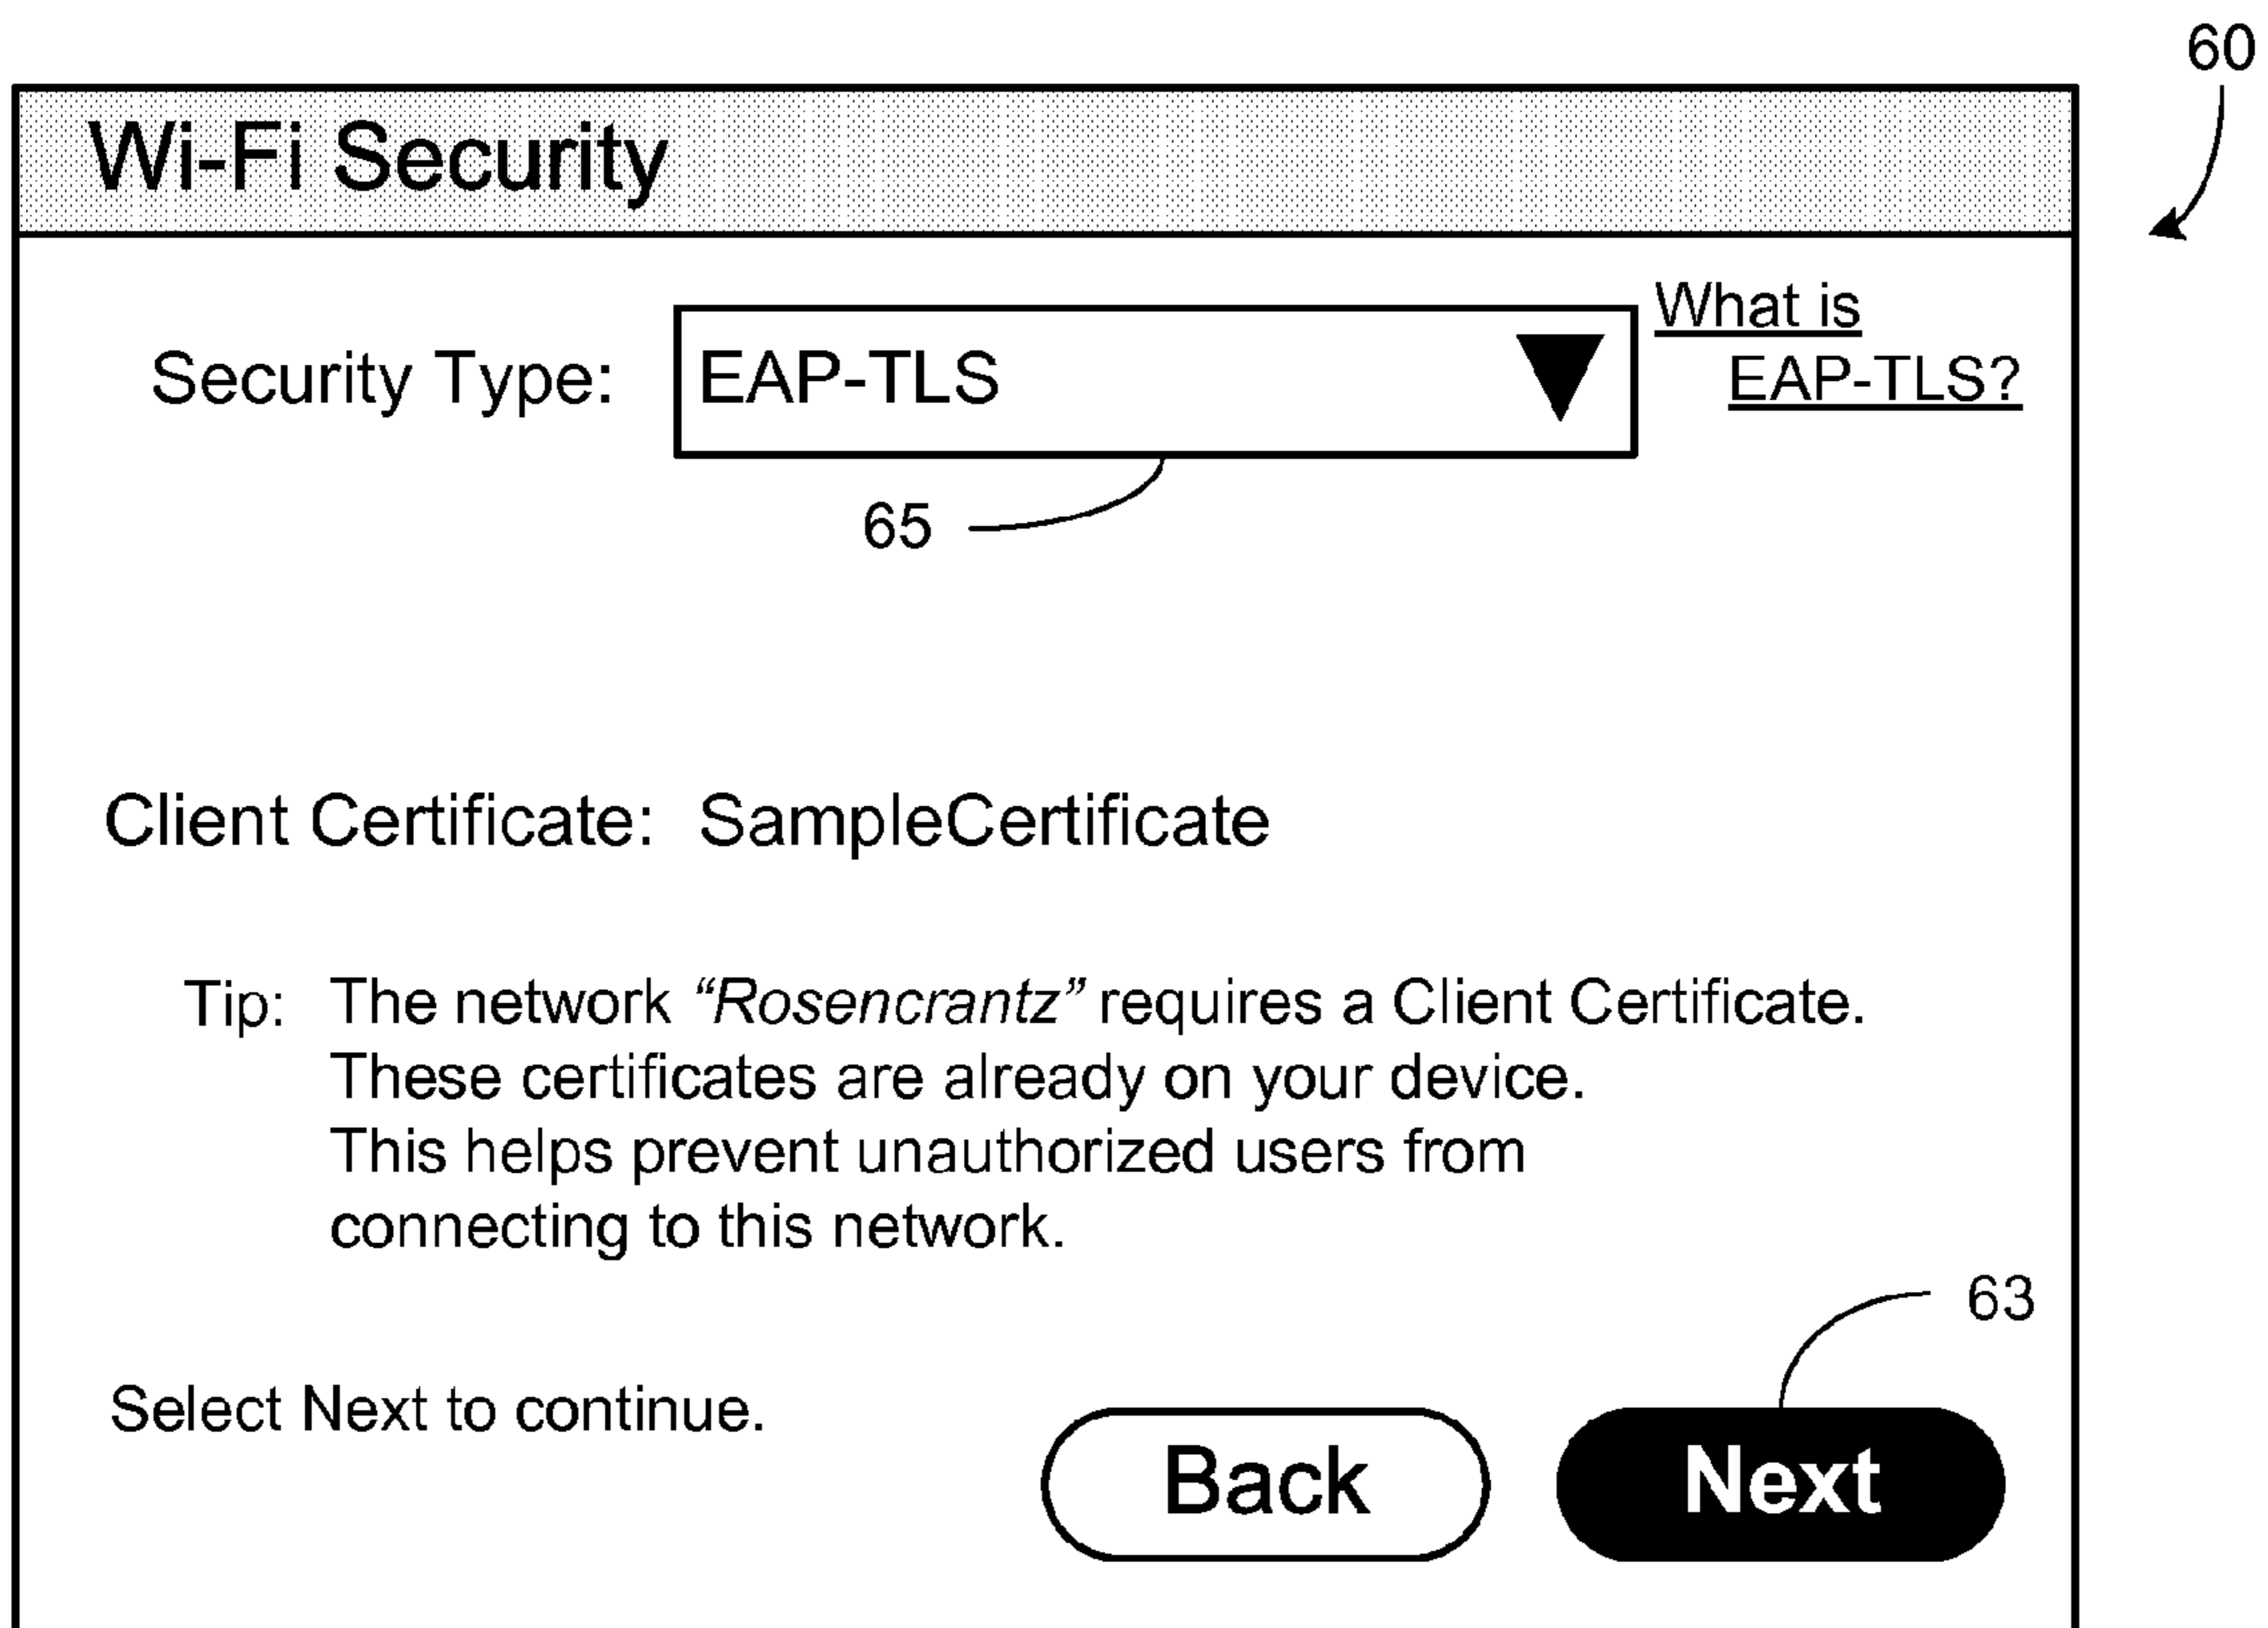 60
Wi-Fi Security
What is
Security Type: EAP-TLS EAP-TLS?
65
Client Certificate: SampleCertificate
Tip: The network “Rosencrantz” requires a Client Certificate.
These certificates are already on your device.
This helps prevent unauthorized users from
connecting to this network.
63
Select Next to continue.
Back Next